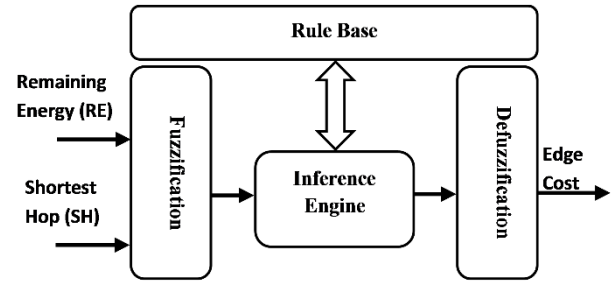 Rule Base
Remaining
Energy (RE)
Shortest
Hop (SH)
Fuzzification
Inference
Engine
Defuzzification
Edge
Cost